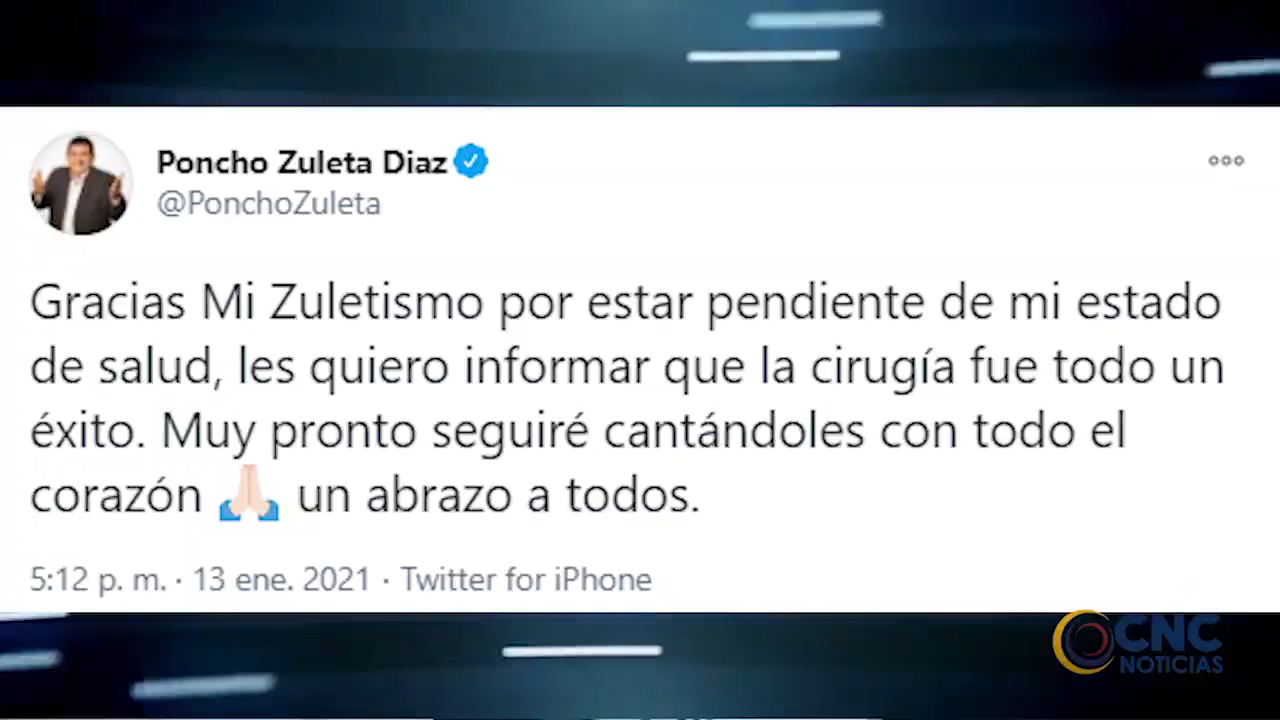 Poncho Zuleta Diaz
@PonchoZuleta
Gracias Mi Zuletismo por estar pendiente de mi estado
de salud, les quiero informar que la cirugía fue todo un
éxito. Muy pronto seguiré cantándoles con todo el
corazón 🙏🏻 un abrazo a todos.
5:12 p. m. · 13 ene. 2021 · Twitter for iPhone
CNC
NOTICIAS